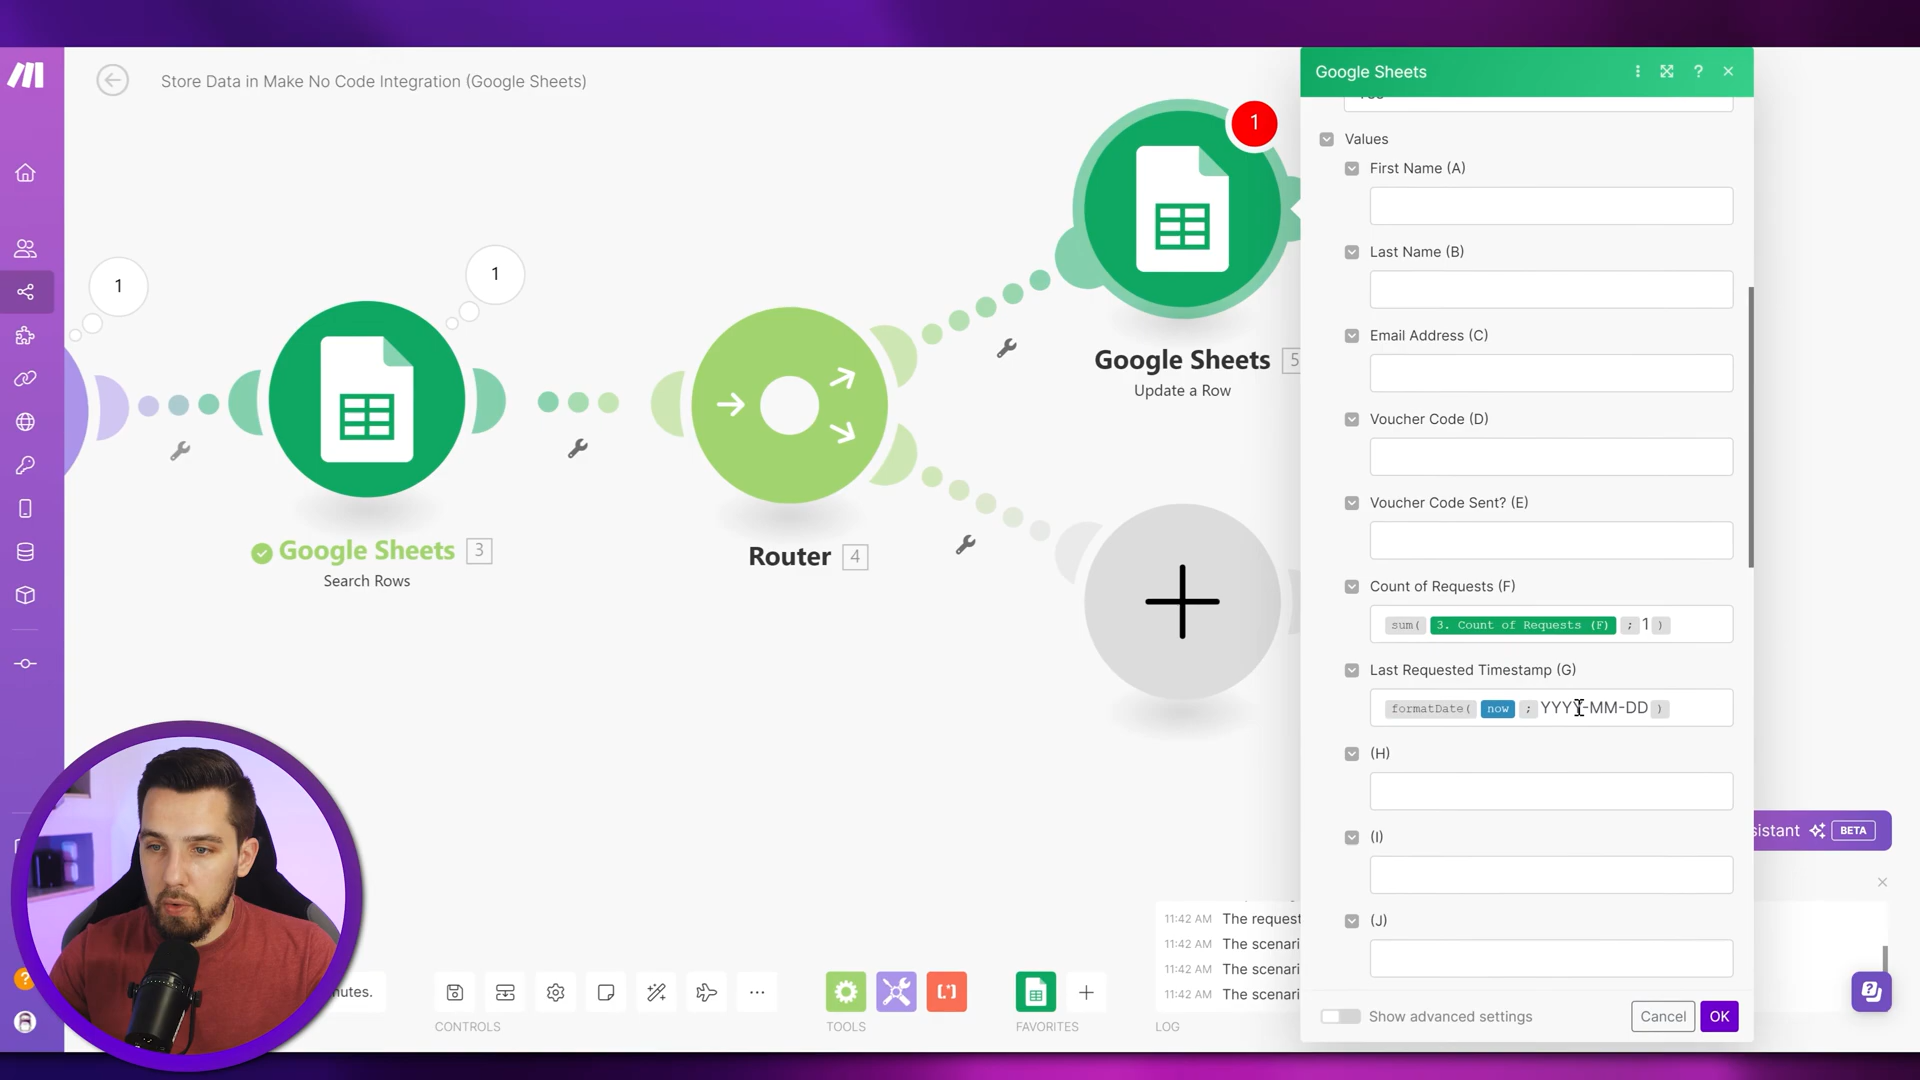 Store Data in Make No Code Integration (Google Sheets)
Google Sheets
?
Values
First Name (A)
Last Name (B)
Email Address (C)
Voucher Code (D)
Voucher Code Sent? (E)
Count of Requests (F)
sum( 3. Count of Requests (F) ; 1 )
Last Requested Timestamp (G)
formatDate( now ; YYYY-MM-DD )
(H)
(I)
(J)
Show advanced settings
Cancel
OK
1
1
1
Google Sheets 5
Update a Row
Google Sheets 3
Search Rows
Router 4
sistant BETA
11:42 AM The request
11:42 AM The scenari
11:42 AM The scenari
11:42 AM The scenari
nutes.
CONTROLS
TOOLS
FAVORITES
LOG
?